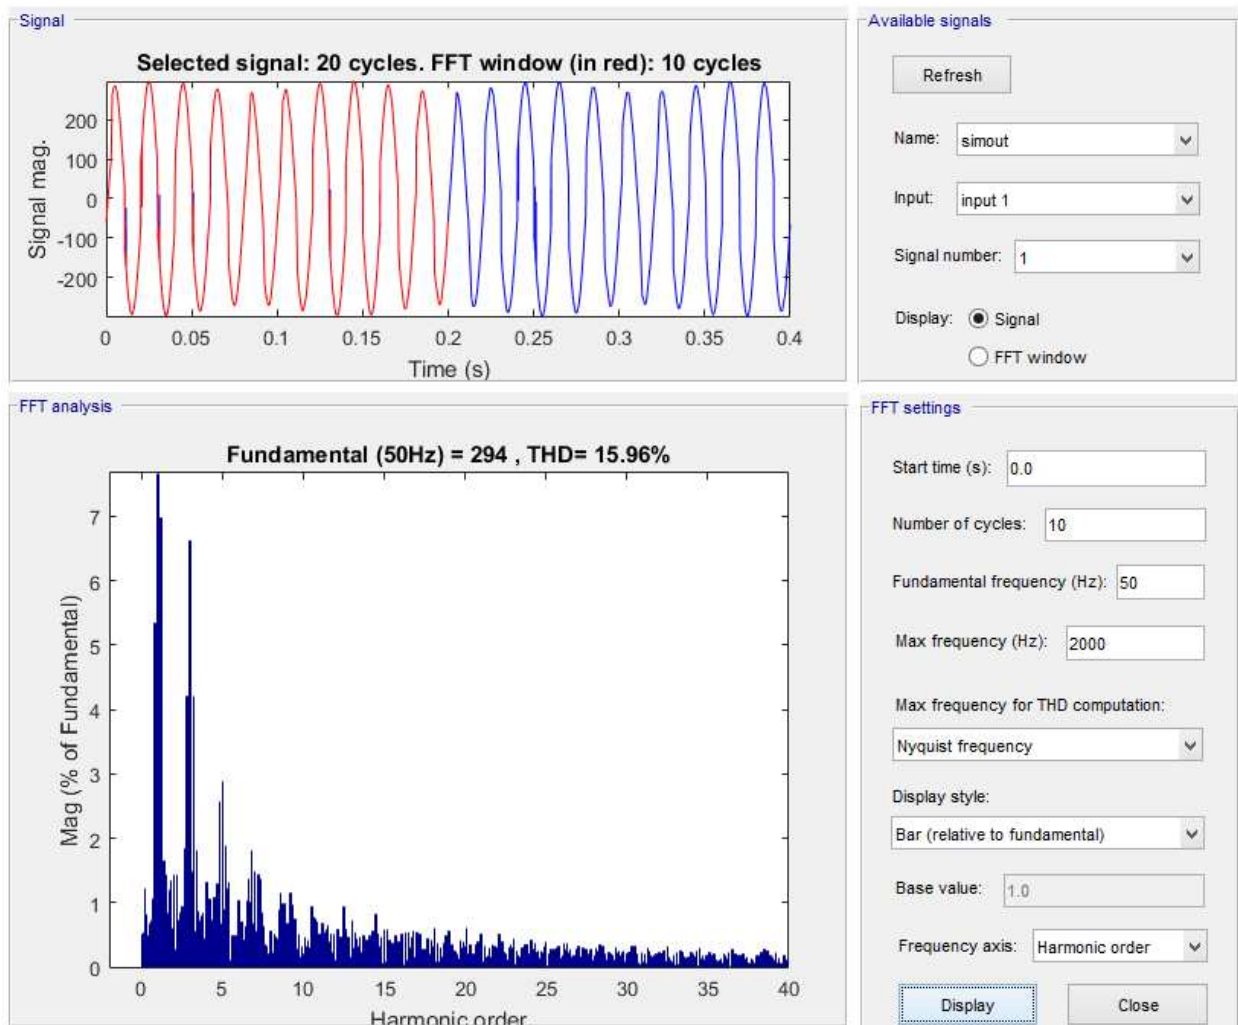 Signal
Selected signal: 20 cycles. FFT window (in red): 10 cycles
Signal mag.
200
100
0
-100
-200
0 0.05 0.1 0.15 0.2 0.25 0.3 0.35 0.4
Time (s)
Available signals
Refresh
Name: simout
Input: input 1
Signal number: 1
Display: Signal
FFT window
FFT analysis
Fundamental (50Hz) = 294 , THD= 15.96%
Mag (% of Fundamental)
7
6
5
4
3
2
1
0
0 5 10 15 20 25 30 35 40
Harmonic order
FFT settings
Start time (s): 0.0
Number of cycles: 10
Fundamental frequency (Hz): 50
Max frequency (Hz): 2000
Max frequency for THD computation:
Nyquist frequency
Display style:
Bar (relative to fundamental)
Base value: 1.0
Frequency axis: Harmonic order
Display Close